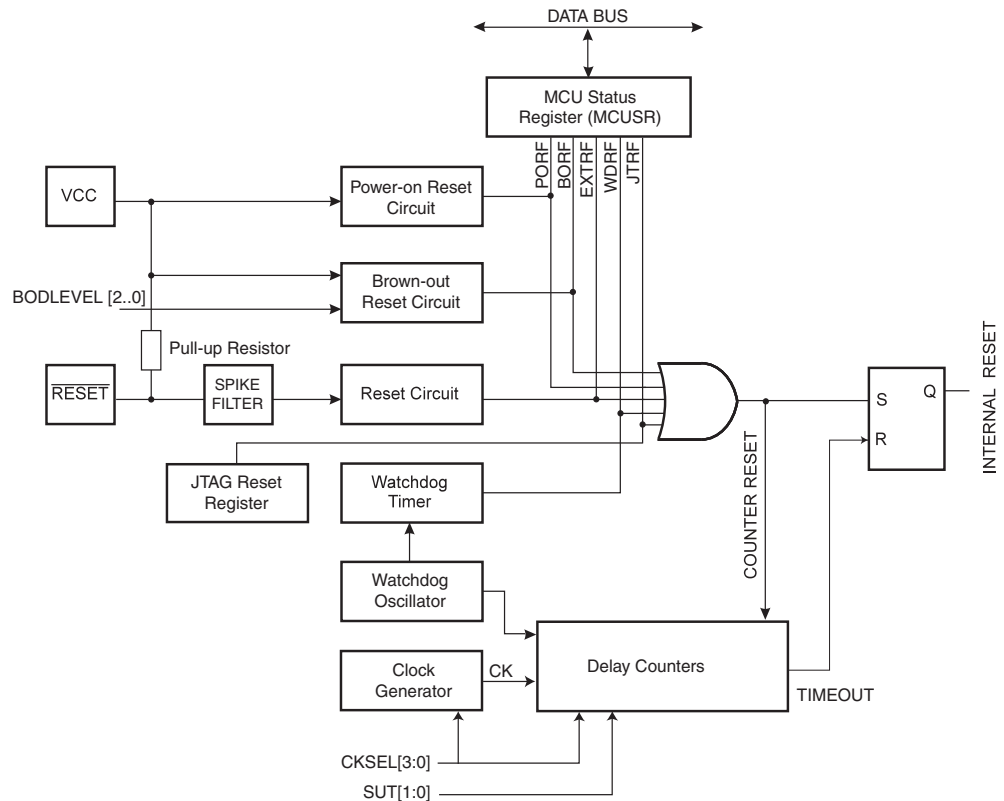 DATA BUS
MCU Status
Register (MCUSR)
PORF
BORF
EXTRF
WDRF
JTRF
VCC
Power-on Reset
Circuit
Brown-out
Reset Circuit
BODLEVEL [2..0]
Pull-up Resistor
RESET
SPIKE
FILTER
Reset Circuit
S
Q
R
INTERNAL RESET
JTAG Reset
Register
Watchdog
Timer
COUNTER RESET
Watchdog
Oscillator
Clock
Generator
CK
Delay Counters
TIMEOUT
CKSEL[3:0]
SUT[1:0]